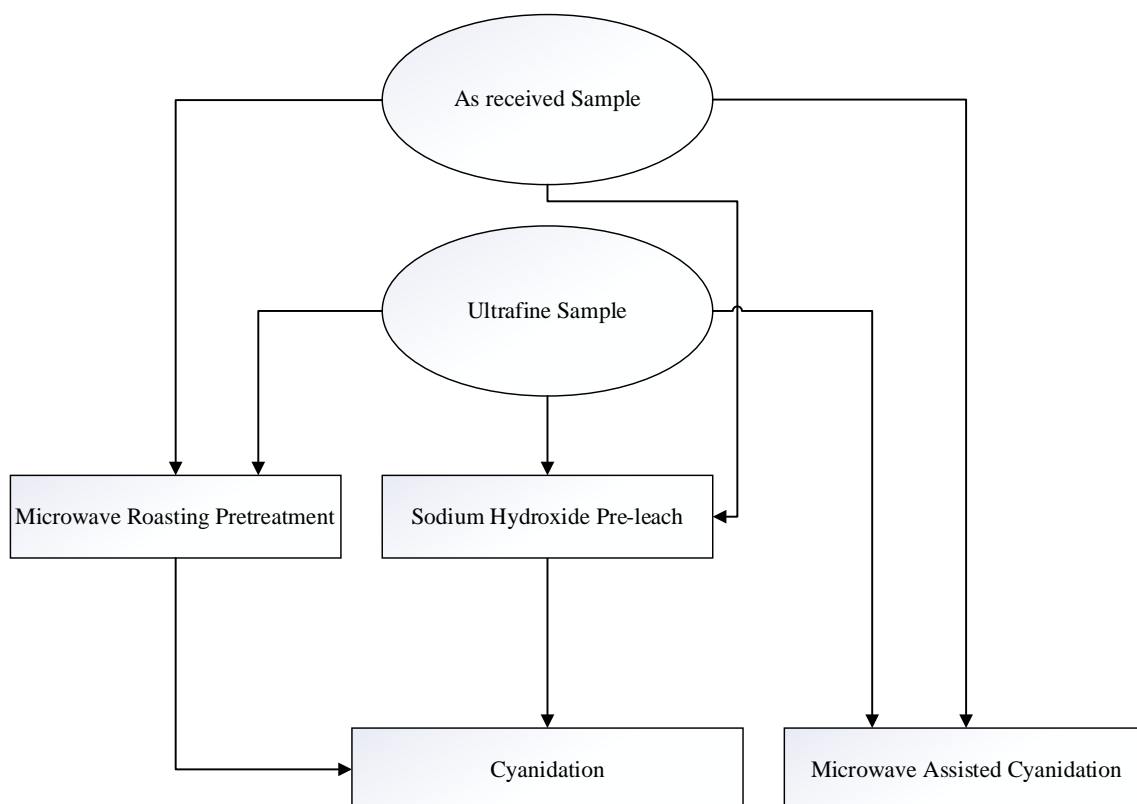 As received Sample
Ultrafine Sample
Microwave Roasting Pretreatment
Sodium Hydroxide Pre-leach
Cyanidation
Microwave Assisted Cyanidation